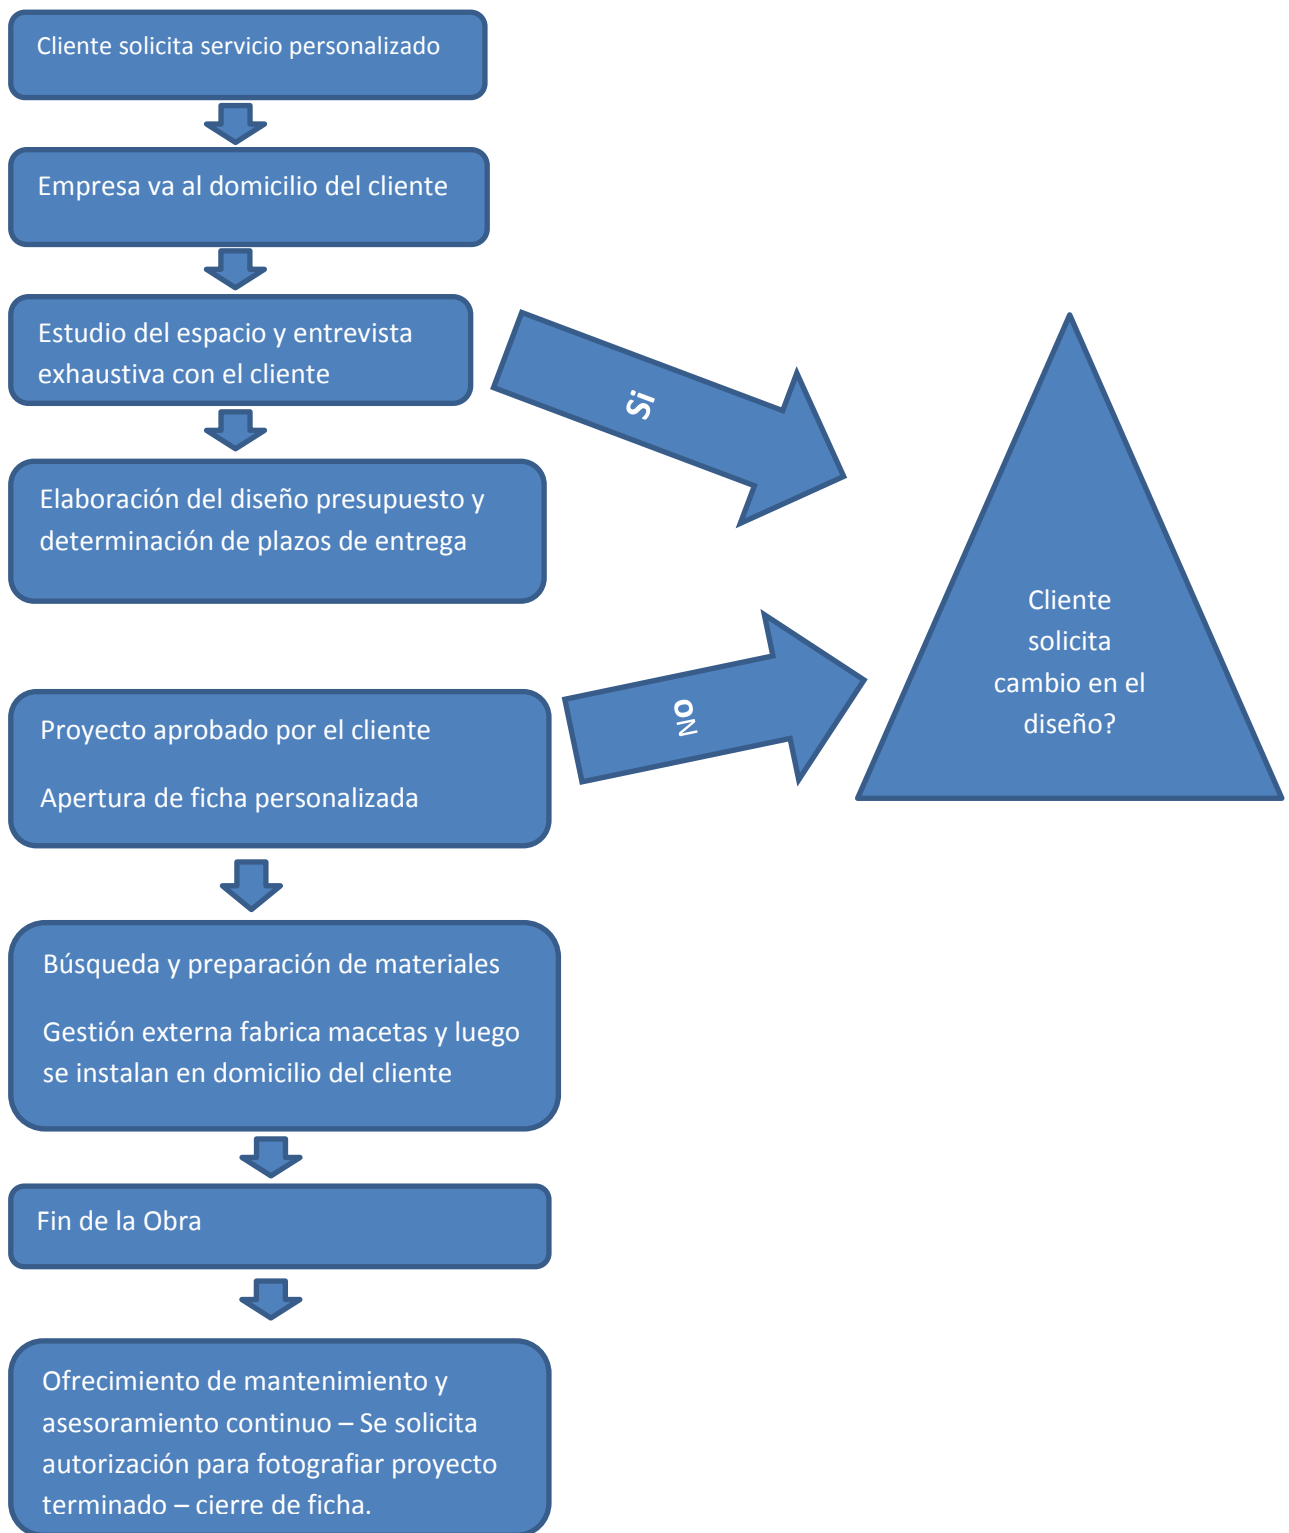 Cliente solicita servicio personalizado
Empresa va al domicilio del cliente
Estudio del espacio y entrevista
exhaustiva con el cliente
Si
Elaboración del diseño presupuesto y
determinación de plazos de entrega
Cliente
solicita
cambio en el
diseño?
No
Proyecto aprobado por el cliente
Apertura de ficha personalizada
Búsqueda y preparación de materiales
Gestión externa fabrica macetas y luego
se instalan en domicilio del cliente
Fin de la Obra
Ofrecimiento de mantenimiento y
asesoramiento continuo – Se solicita
autorización para fotografiar proyecto
terminado – cierre de ficha.